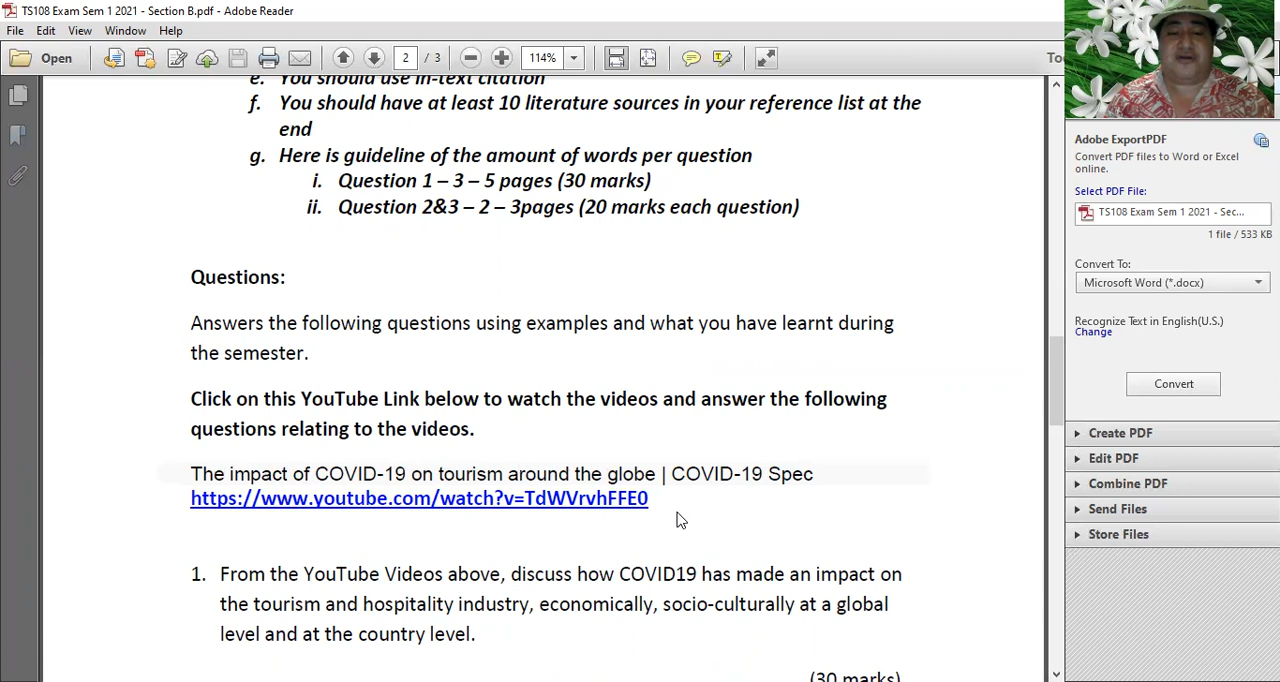 TS108 Exam Sem 1 2021 - Section B.pdf - Adobe Reader
File Edit View Window Help
Open 2 / 3 114%
e. You should use in-text citation
f. You should have at least 10 literature sources in your reference list at the
end
g. Here is guideline of the amount of words per question
i. Question 1 – 3 – 5 pages (30 marks)
ii. Question 2&3 – 2 – 3pages (20 marks each question)
Questions:
Answers the following questions using examples and what you have learnt during
the semester.
Click on this YouTube Link below to watch the videos and answer the following
questions relating to the videos.
The impact of COVID-19 on tourism around the globe | COVID-19 Spec
https://www.youtube.com/watch?v=TdWVrvhFFE0
1. From the YouTube Videos above, discuss how COVID19 has made an impact on
the tourism and hospitality industry, economically, socio-culturally at a global
level and at the country level.
(30 marks)
Adobe ExportPDF
Convert PDF files to Word or Excel
online.
Select PDF File:
TS108 Exam Sem 1 2021 - Sec...
1 file / 533 KB
Convert To:
Microsoft Word (*.docx)
Recognize Text in English(U.S.)
Change
Convert
Create PDF
Edit PDF
Combine PDF
Send Files
Store Files